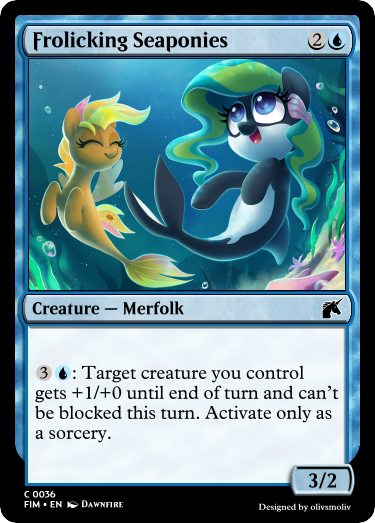 Frolicking Seaponies 2
Creature — Merfolk
3 : Target creature you control
gets +1/+0 until end of turn and can't
be blocked this turn. Activate only as
a sorcery.
3/2
C 0036
FIM • EN Dawnfire
Designed by olivsmoliv